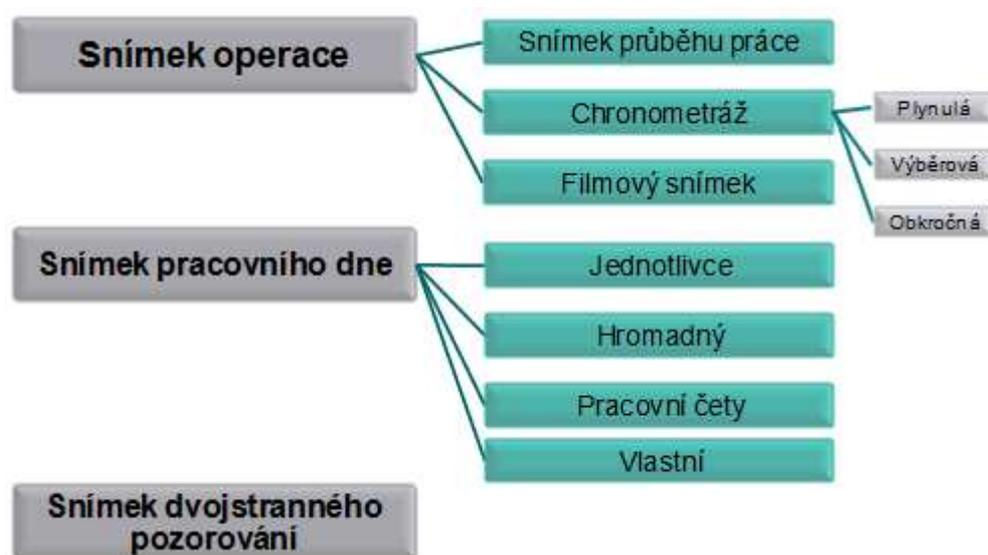 Snímek operace
Snímek průběhu práce
Chronometráž
Plynulá
Výběrová
Obkročná
Filmový snímek
Snímek pracovního dne
Jednotlivce
Hromadný
Pracovní čety
Vlastní
Snímek dvojstranného
pozorování